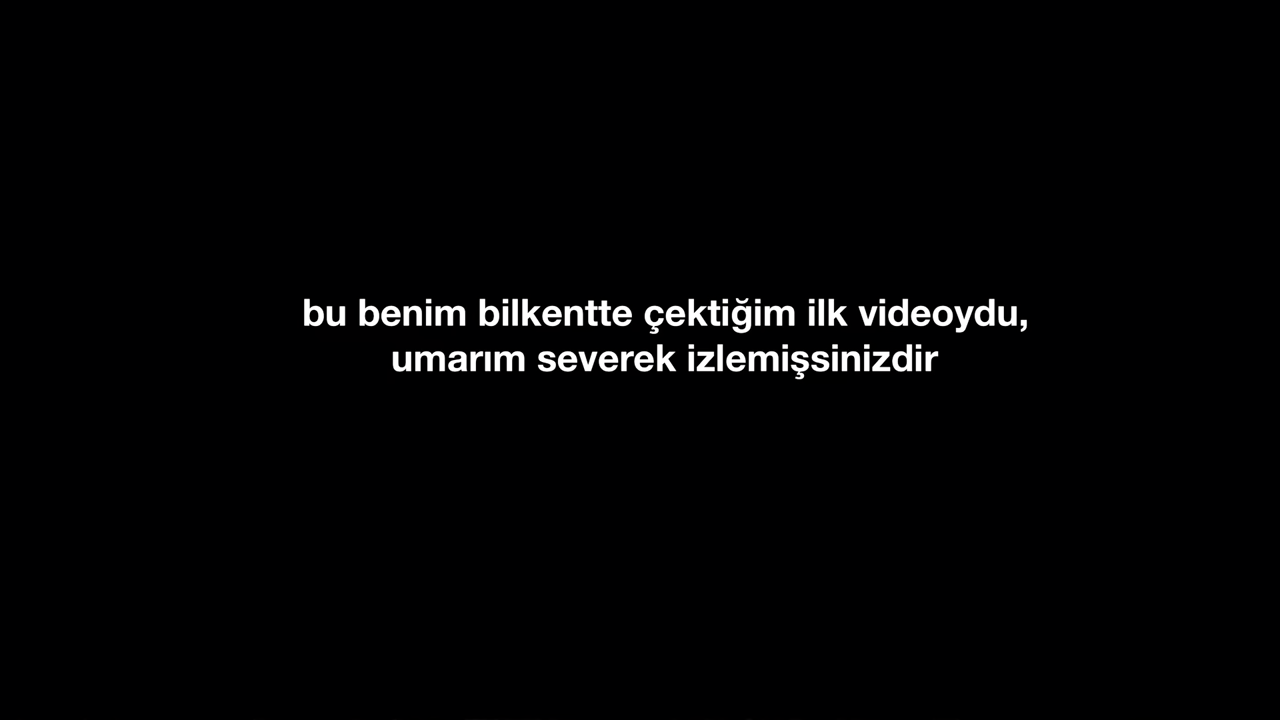 bu benim bilkentte çektiğim ilk videoydu,
umarım severek izlemişsinizdir